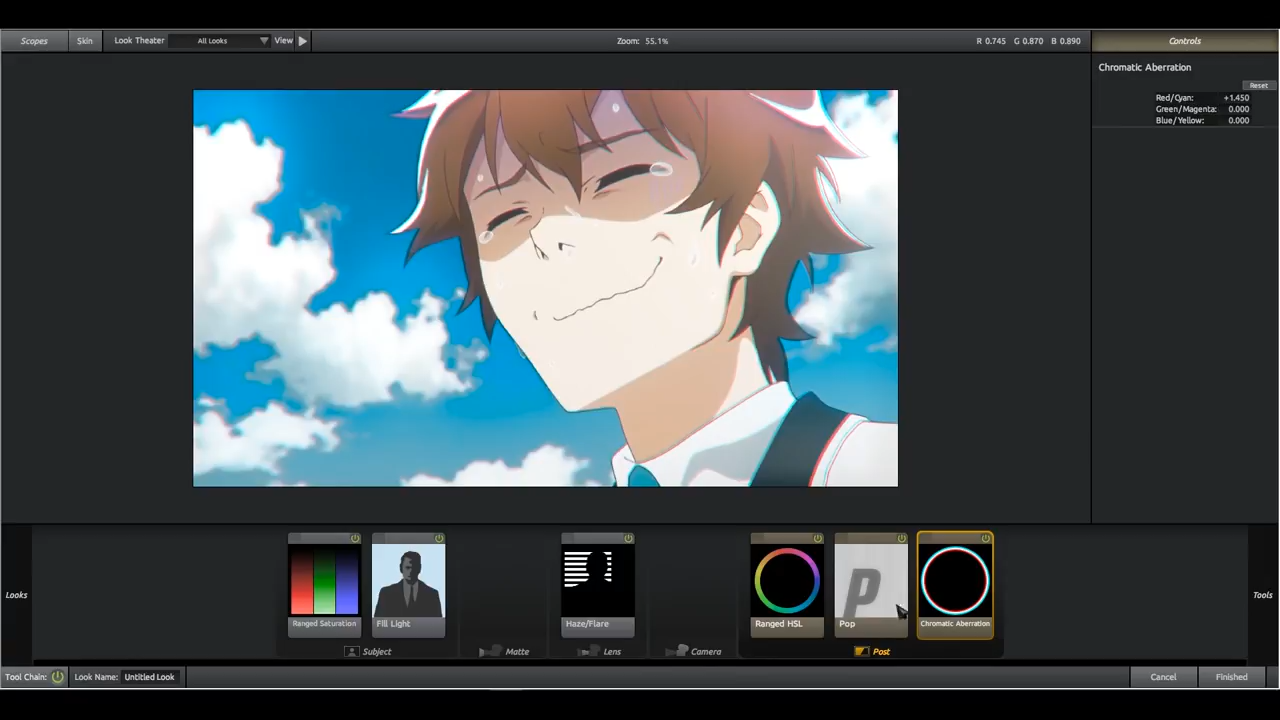 Scopes Skin Look Theater All Looks View Zoom: 55.1% R 0.745 G 0.870 B 0.890 Controls
Chromatic Aberration
Reset
Red/Cyan: +1.450
Green/Magenta: 0.000
Blue/Yellow: 0.000
Looks Tools
P
Ranged Saturation Fill Light Haze/Flare Ranged HSL Pop Chromatic Aberration
Subject Matte Lens Camera Post
Tool Chain: Look Name: Untitled Look Cancel Finished